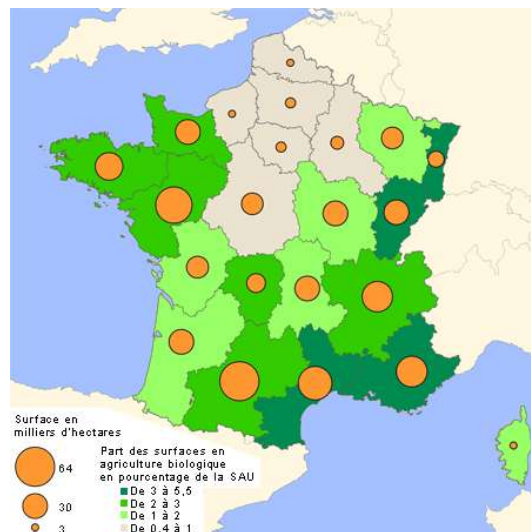 Surface en
milliers d'hectares
64
30
3
Part des surfaces en
agriculture biologique
en pourcentage de la SAU
De 3 à 5,5
De 2 à 3
De 1 à 2
De 0,4 à 1